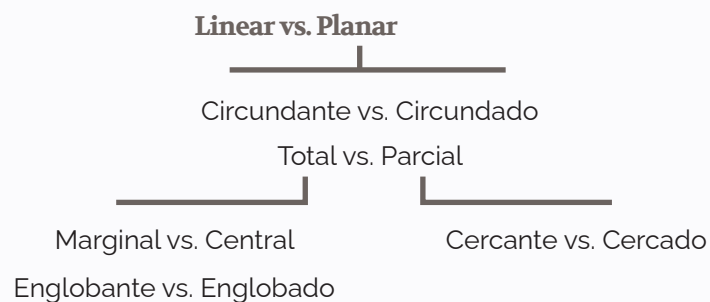 Linear vs. Planar
Circundante vs. Circundado
Total vs. Parcial
Marginal vs. Central
Cercante vs. Cercado
Englobante vs. Englobado